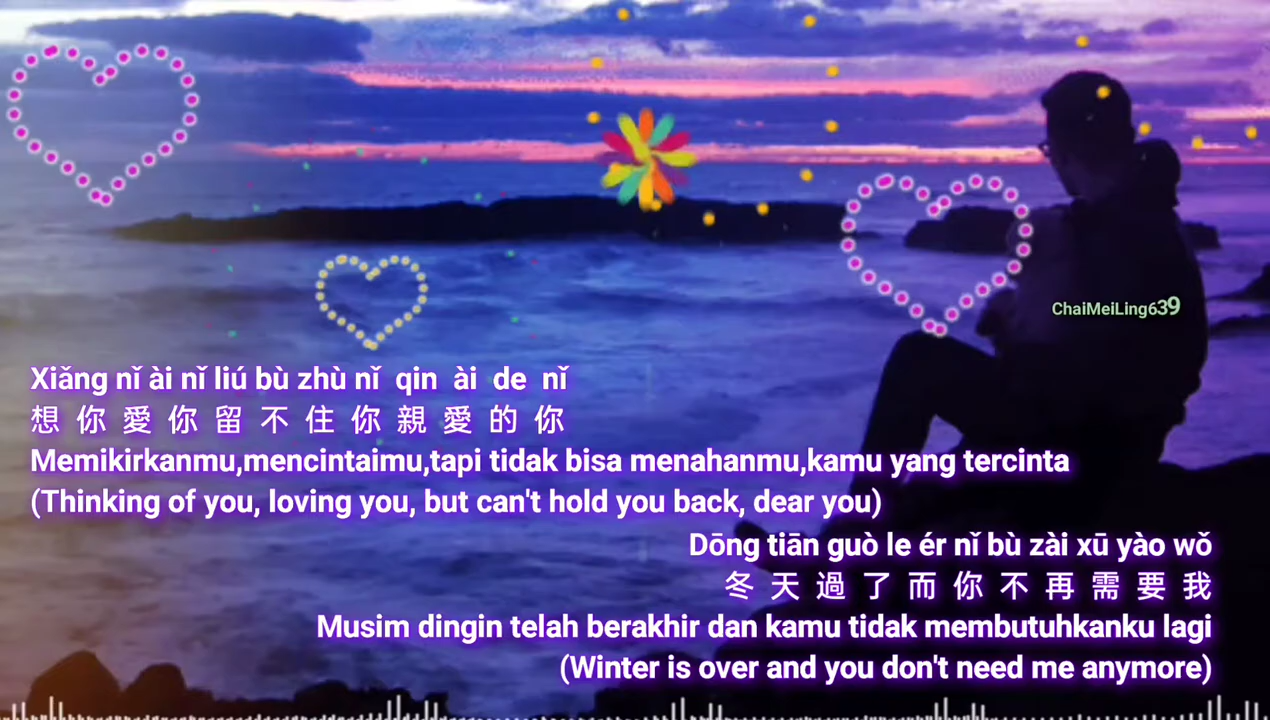 ChaiMeiLing639
Xiǎng nǐ ài nǐ liú bù zhù nǐ qin ài de nǐ
想你愛你留不住你親愛的你
Memikirkanmu,mencintaimu,tapi tidak bisa menahanmu,kamu yang tercinta
(Thinking of you, loving you, but can't hold you back, dear you)
Dōng tiān guò le ér nǐ bù zài xū yào wǒ
冬天過了而你不再需要我
Musim dingin telah berakhir dan kamu tidak membutuhkanku lagi
(Winter is over and you don't need me anymore)